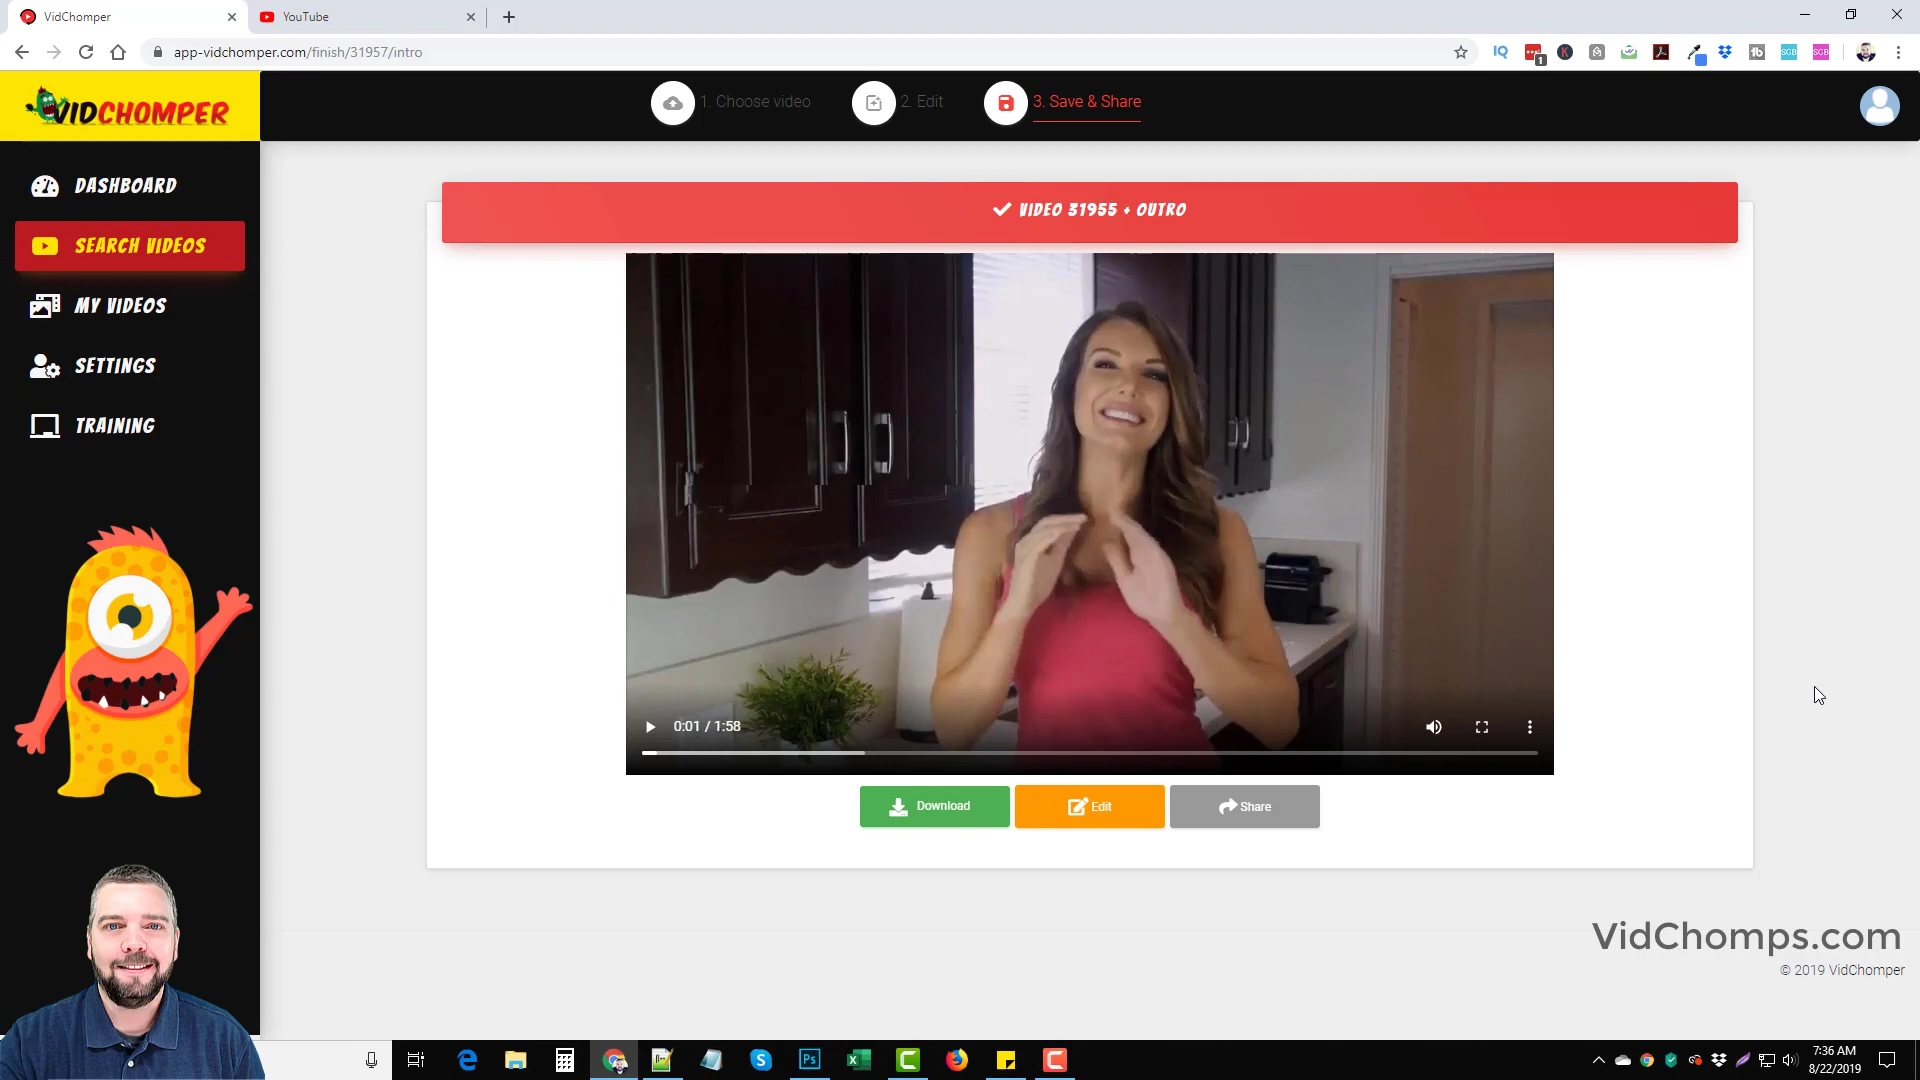 VidChomper
YouTube
app-vidchomper.com/finish/31957/intro
1
VIDCHOMPER
1. Choose video
2. Edit
3. Save & Share
DASHBOARD
SEARCH VIDEOS
MY VIDEOS
SETTINGS
TRAINING
VIDEO 31955 + OUTRO
0:01 / 1:58
Download
Edit
Share
VidChomps.com
© 2019 VidChomper
7:36 AM
8/22/2019